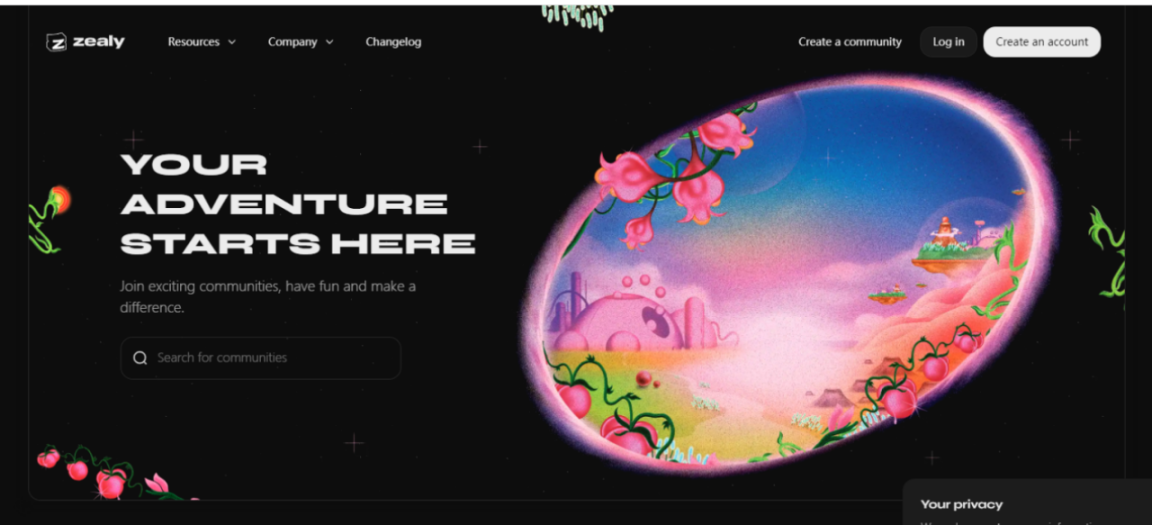 zealy
Resources
Company
Changelog
Create a community
Log in
Create an account
YOUR
ADVENTURE
STARTS HERE
Join exciting communities, have fun and make a
difference.
Search for communities
Your privacy